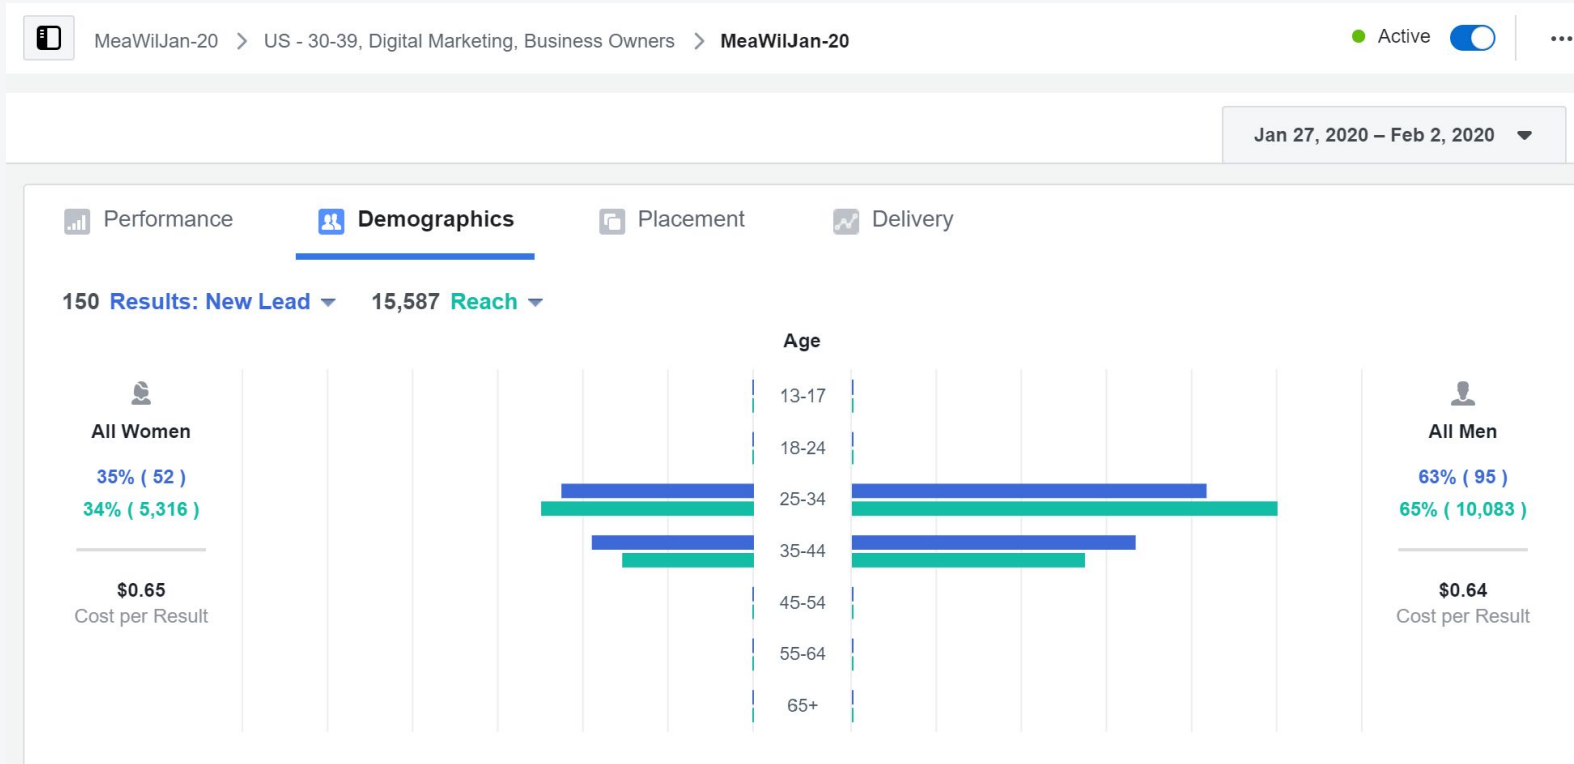 MeaWilJan-20 > US - 30-39, Digital Marketing, Business Owners > MeaWilJan-20
Active
Jan 27, 2020 – Feb 2, 2020
Performance
Demographics
Placement
Delivery
150 Results: New Lead
15,587 Reach
Age
All Women
35% ( 52 )
34% ( 5,316 )
$0.65
Cost per Result
13-17
18-24
25-34
35-44
45-54
55-64
65+
All Men
63% ( 95 )
65% ( 10,083 )
$0.64
Cost per Result